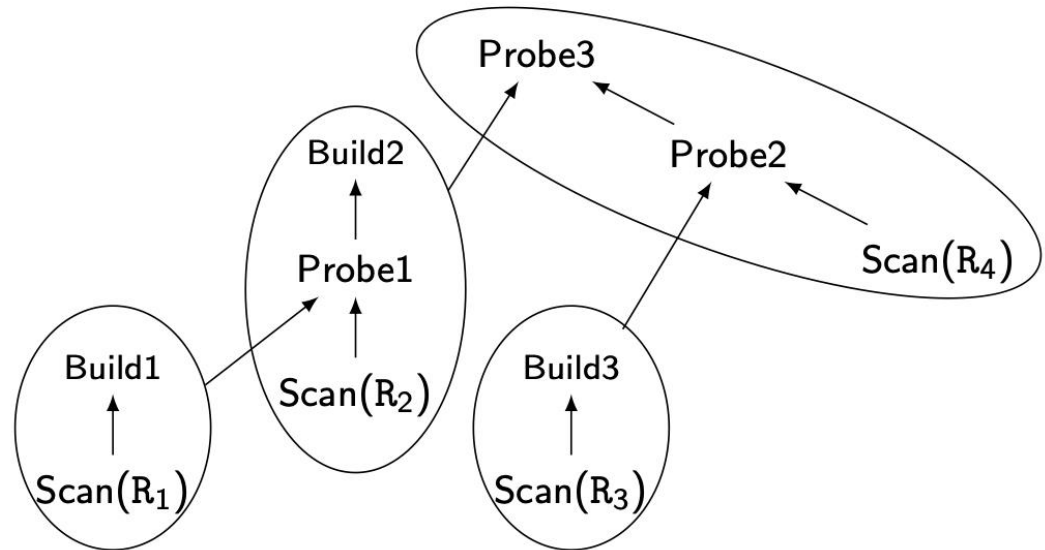 Probe3
Build2
Probe2
Probe1
Scan(R₄)
Build1
Build3
Scan(R₂)
Scan(R₁)
Scan(R₃)